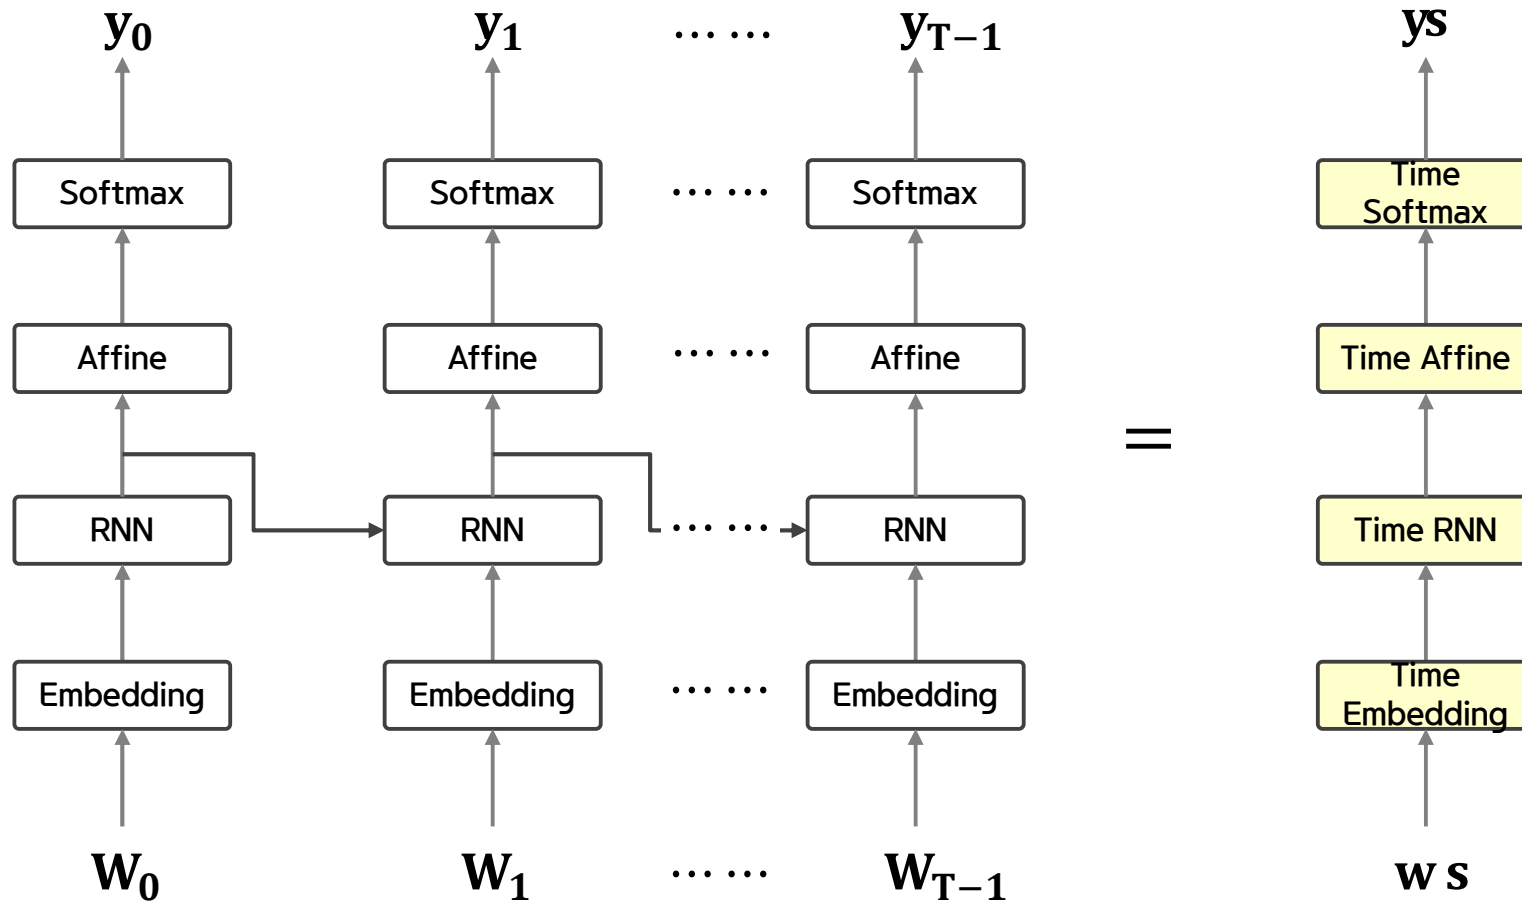 y0 y1 ⋯⋯ yT−1 ys
Softmax Softmax ⋯⋯ Softmax Time
Softmax
Affine Affine ⋯⋯ Affine Time Affine
=
RNN RNN ⋯⋯ RNN Time RNN
Embedding Embedding ⋯⋯ Embedding Time
Embedding
W0 W1 ⋯⋯ WT−1 w s